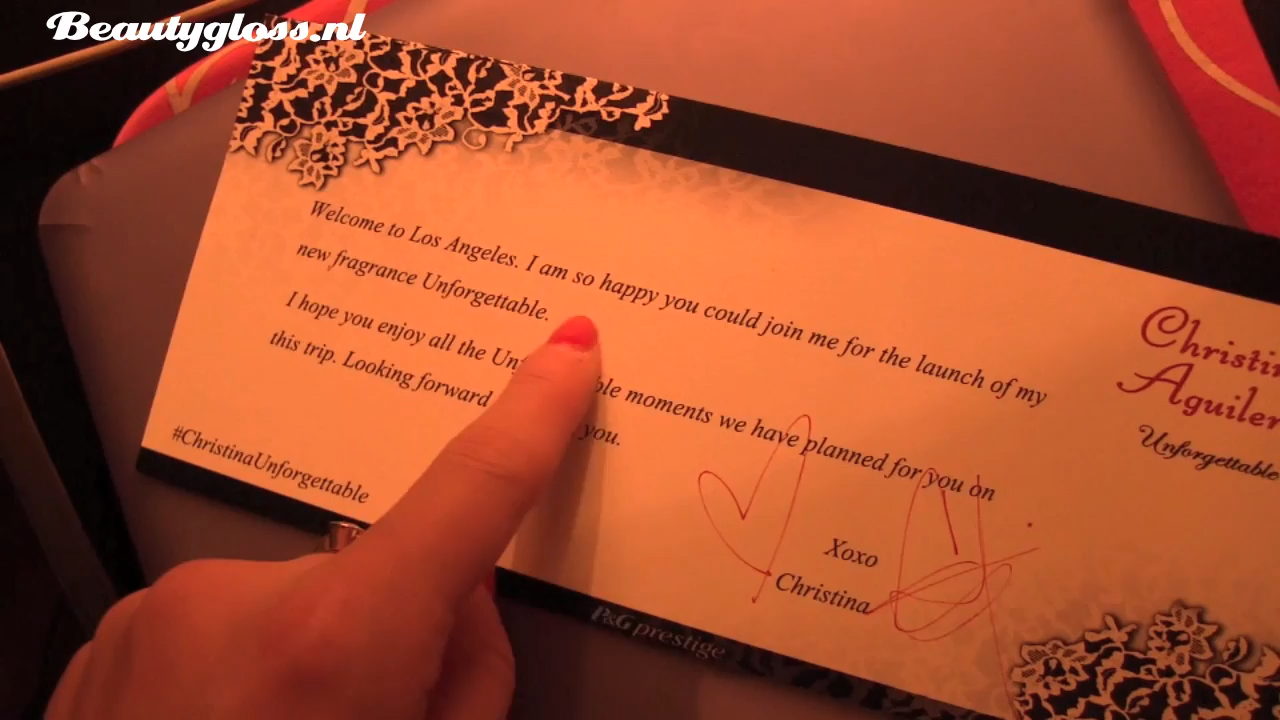 Beautygloss.nl
Welcome to Los Angeles. I am so happy you could join me for the launch of my
new fragrance Unforgettable.
I hope you enjoy all the Unf ble moments we have planned for you on
this trip. Looking forward you.
Xoxo
Christina
#ChristinaUnforgettable
Christin
Aguiler
Unforgettable
P&G prestige